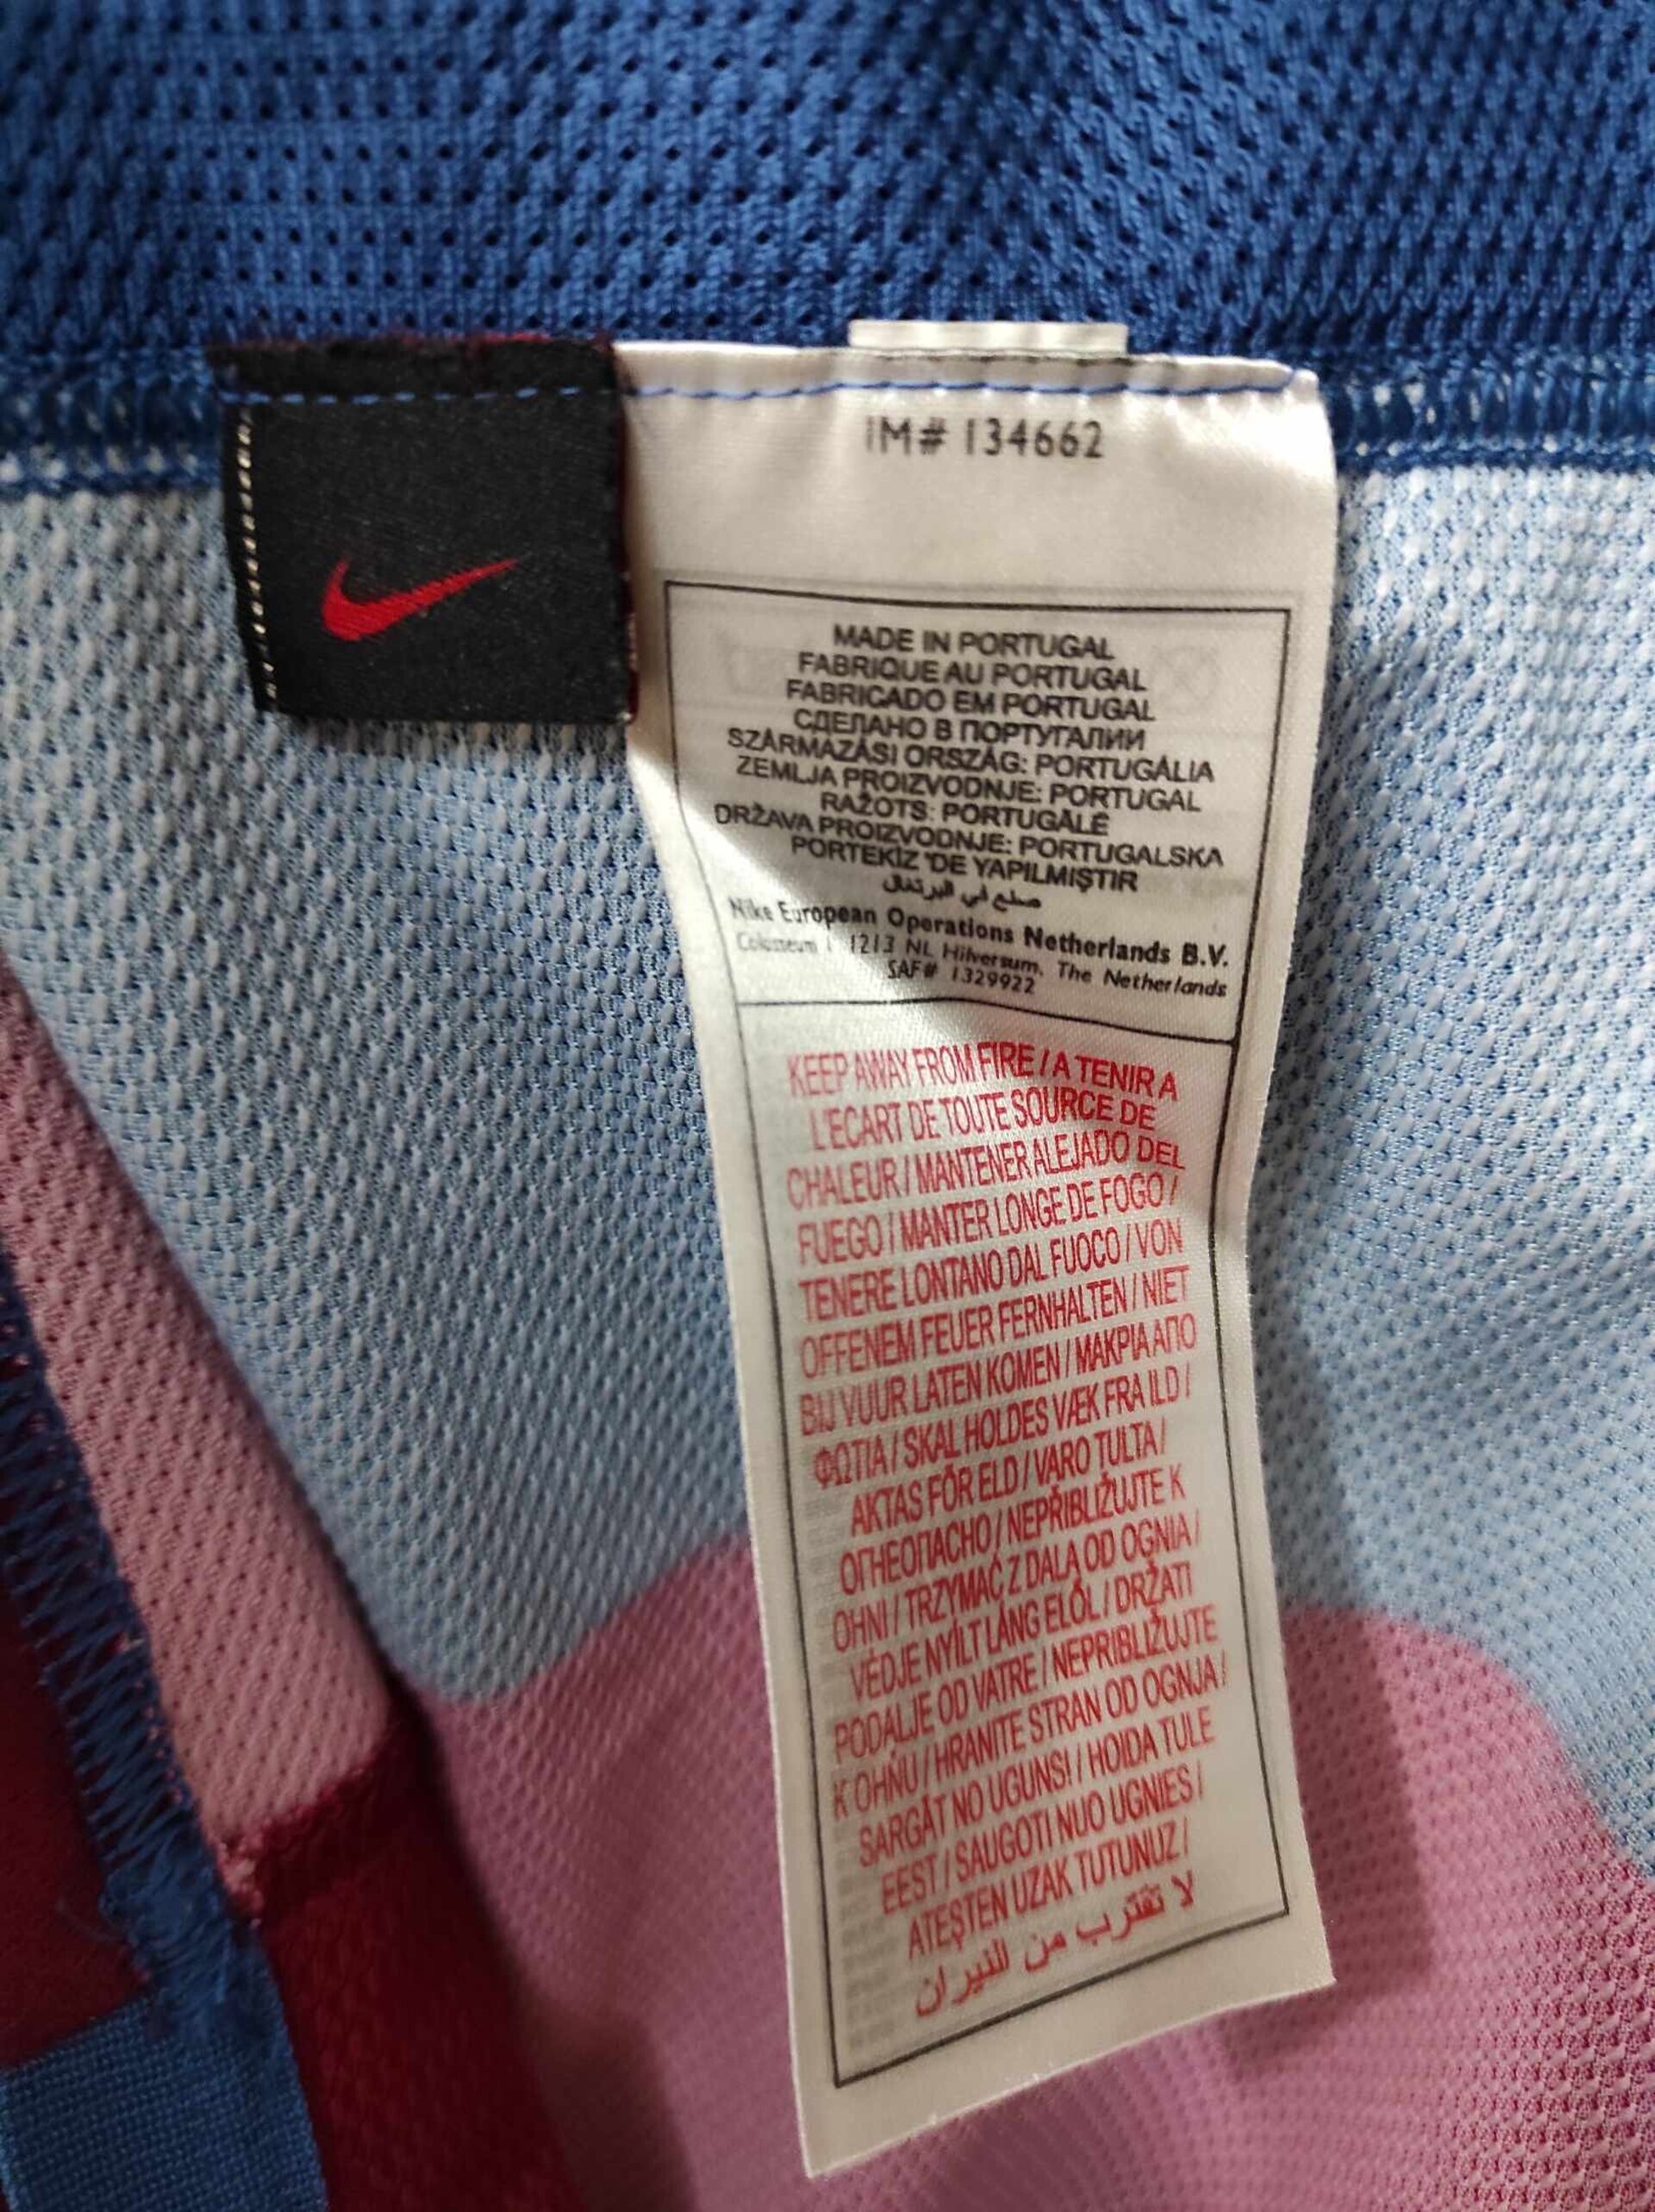 IM# 134662
MADE IN PORTUGAL
FABRIQUE AU PORTUGAL
FABRICADO EM PORTUGAL
СДЕЛАНО В ПОРТУГАЛИИ
SZÁRMAZÁSI ORSZÁG: PORTUGÁLIA
ZEMLJA PROIZVODNJE: PORTUGAL
RAŽOTS: PORTUGĀLĒ
DRŽAVA PROIZVODNJE: PORTUGALSKA
PORTEKİZ 'DE YAPILMIŞTIR
صنع في البرتغال
Nike European Operations Netherlands B.V.
Colosseum 1 1213 NL Hilversum, The Netherlands
SAF# 1329922
KEEP AWAY FROM FIRE / A TENIR A
L'ECART DE TOUTE SOURCE DE
CHALEUR / MANTENER ALEJADO DEL
FUEGO / MANTER LONGE DE FOGO /
TENERE LONTANO DAL FUOCO / VON
OFFENEM FEUER FERNHALTEN / NIET
BIJ VUUR LATEN KOMEN / ΜΑΚΡΙΑ ΑΠΟ
ΦΩΤΙΑ / SKAL HOLDES VÆK FRA ILD /
AKTAS FÖR ELD / VARO TULTA /
ОГНЕОПАСНО / NEPŘIBLIŽUJTE K
OHNI / TRZYMAĆ Z DALA OD OGNIA /
VÉDJE NYÍLT LÁNG ELŐL / DRŽATI
PODALJE OD VATRE / NEPRIBLIŽUJTE
K OHŇU / HRANITE STRAN OD OGNJA /
SARGĀT NO UGUNS! / HOIDA TULE
EEST / SAUGOTI NUO UGNIES /
ATEŞTEN UZAK TUTUNUZ /
لا تقترب من النيران